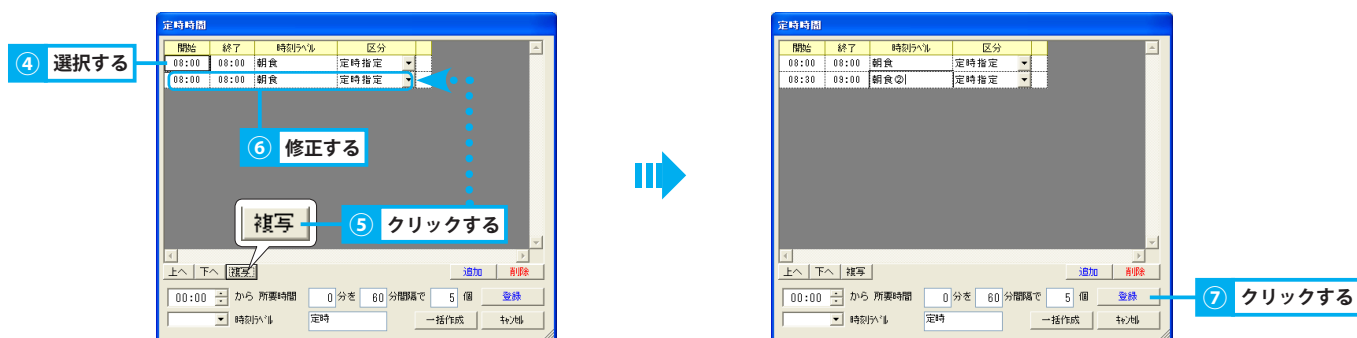 定時時間
開始 終了 時刻ラベル 区分
08:00 08:00 朝食 定時指定
08:00 08:00 朝食 定時指定
④ 選択する
⑥ 修正する
複写
⑤ クリックする
上へ 下へ 複写 追加 削除
00:00 から 所要時間 0 分を 60 分間隔で 5 個 登録
時刻ラベル 定時 一括作成 キャンセル
定時時間
開始 終了 時刻ラベル 区分
08:00 08:00 朝食 定時指定
08:30 09:00 朝食② 定時指定
上へ 下へ 複写 追加 削除
00:00 から 所要時間 0 分を 60 分間隔で 5 個 登録
⑦ クリックする
時刻ラベル 定時 一括作成 キャンセル